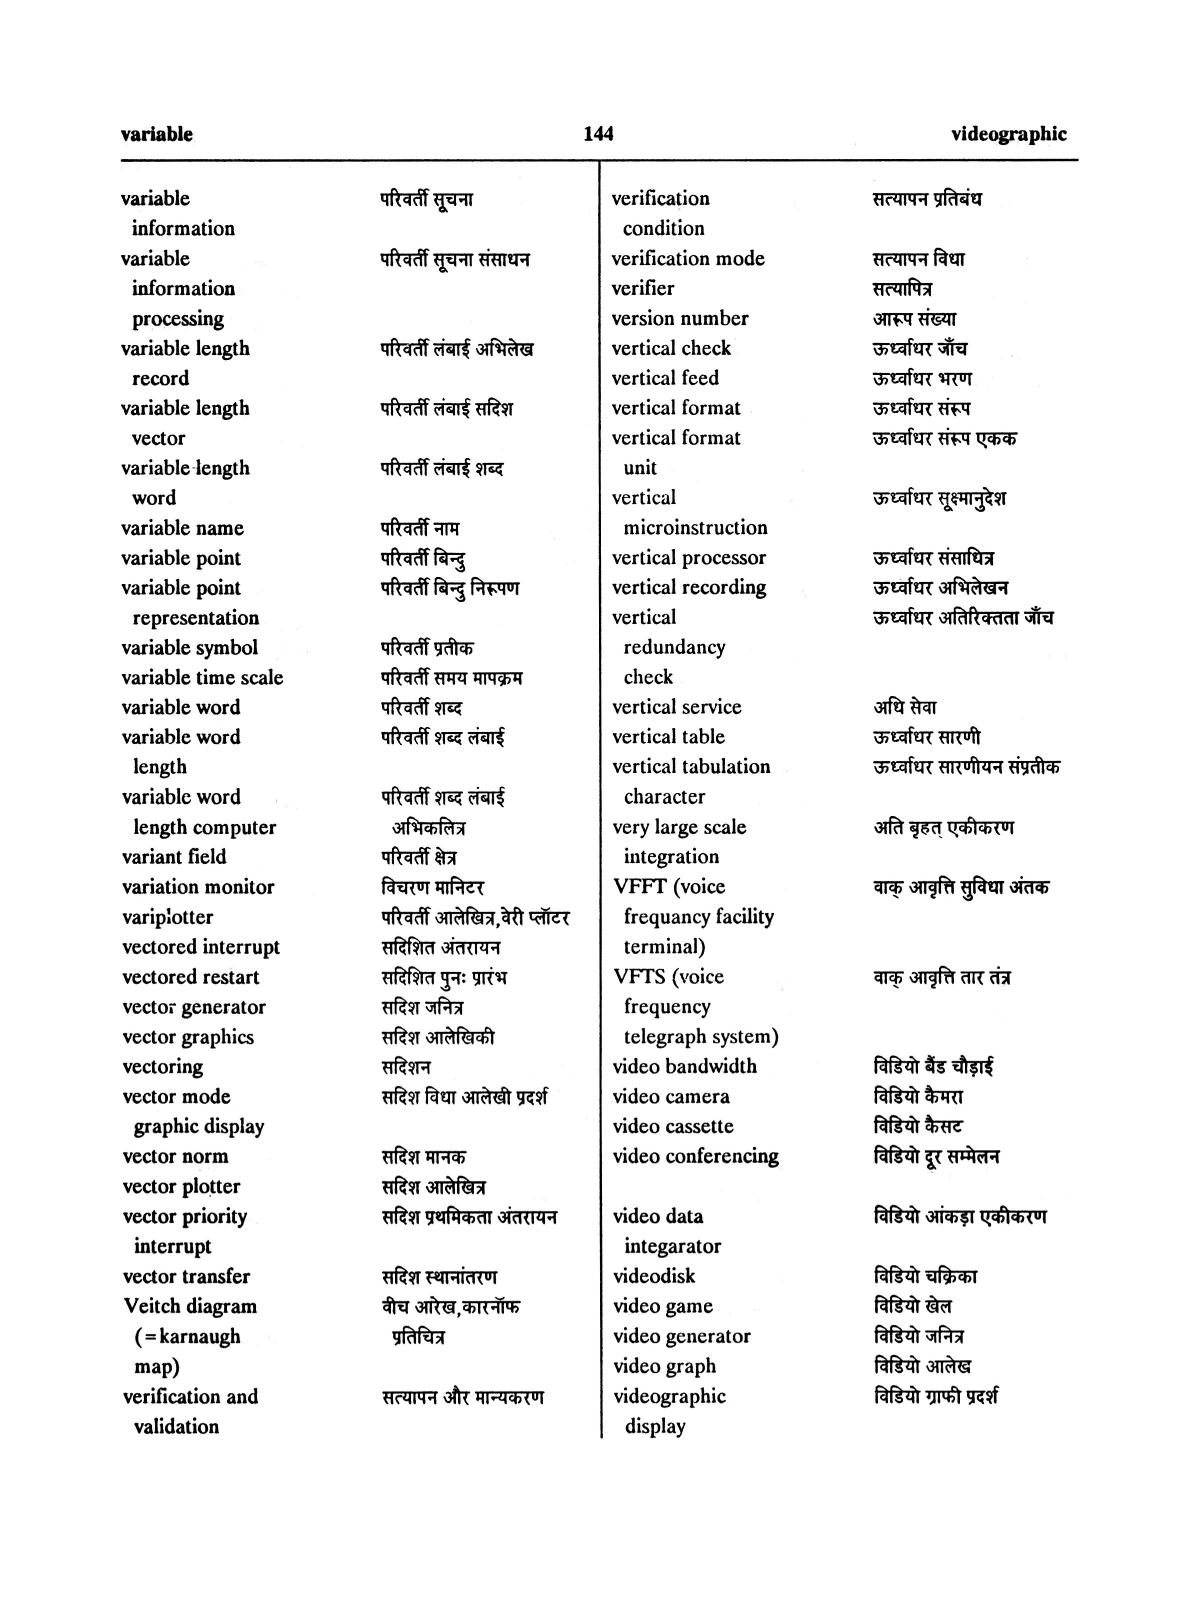 variable 144 videographic
variable परिवर्ती सूचना
information
variable परिवर्ती सूचना संसाधन
information
processing
variable length परिवर्ती लंबाई अभिलेख
record
variable length परिवर्ती लंबाई सदिश
vector
variable length परिवर्ती लंबाई शब्द
word
variable name परिवर्ती नाम
variable point परिवर्ती बिन्दु
variable point परिवर्ती बिन्दु निरूपण
representation
variable symbol परिवर्ती प्रतीक
variable time scale परिवर्ती समय मापक्रम
variable word परिवर्ती शब्द
variable word परिवर्ती शब्द लंबाई
length
variable word परिवर्ती शब्द लंबाई
length computer अभिकलित्र
variant field परिवर्ती क्षेत्र
variation monitor विचरण मानिटर
variplotter परिवर्ती आलेखित्र,वेरी प्लॉटर
vectored interrupt सदिशित अंतरायन
vectored restart सदिशित पुनः प्रारंभ
vector generator सदिश जनित्र
vector graphics सदिश आलेखिकी
vectoring सदिशन
vector mode सदिश विधा आलेखी प्रदर्श
graphic display
vector norm सदिश मानक
vector plotter सदिश आलेखित्र
vector priority सदिश प्रथमिकता अंतरायन
interrupt
vector transfer सदिश स्थानांतरण
Veitch diagram वीच आरेख,कारनॉफ
(=karnaugh प्रतिचित्र
map)
verification and सत्यापन और मान्यकरण
validation
verification सत्यापन प्रतिबंध
condition
verification mode सत्यापन विधा
verifier सत्यापित्र
version number आरूप संख्या
vertical check ऊर्ध्वाधर जाँच
vertical feed ऊर्ध्वाधर भरण
vertical format ऊर्ध्वाधर संरूप
vertical format ऊर्ध्वाधर संरूप एकक
unit
vertical ऊर्ध्वाधर सूक्ष्मानुदेश
microinstruction
vertical processor ऊर्ध्वाधर संसाधित्र
vertical recording ऊर्ध्वाधर अभिलेखन
vertical ऊर्ध्वाधर अतिरिक्तता जाँच
redundancy
check
vertical service अधि सेवा
vertical table ऊर्ध्वाधर सारणी
vertical tabulation ऊर्ध्वाधर सारणीयन संप्रतीक
character
very large scale अति बृहत् एकीकरण
integration
VFFT (voice वाक् आवृत्ति सुविधा अंतक
frequancy facility
terminal)
VFTS (voice वाक् आवृत्ति तार तंत्र
frequency
telegraph system)
video bandwidth विडियो बैंड चौड़ाई
video camera विडियो कैमरा
video cassette विडियो कैसट
video conferencing विडियो दूर सम्मेलन
video data विडियो आंकड़ा एकीकरण
integarator
videodisk विडियो चक्रिका
video game विडियो खेल
video generator विडियो जनित्र
video graph विडियो आलेख
videographic विडियो ग्राफी प्रदर्श
display